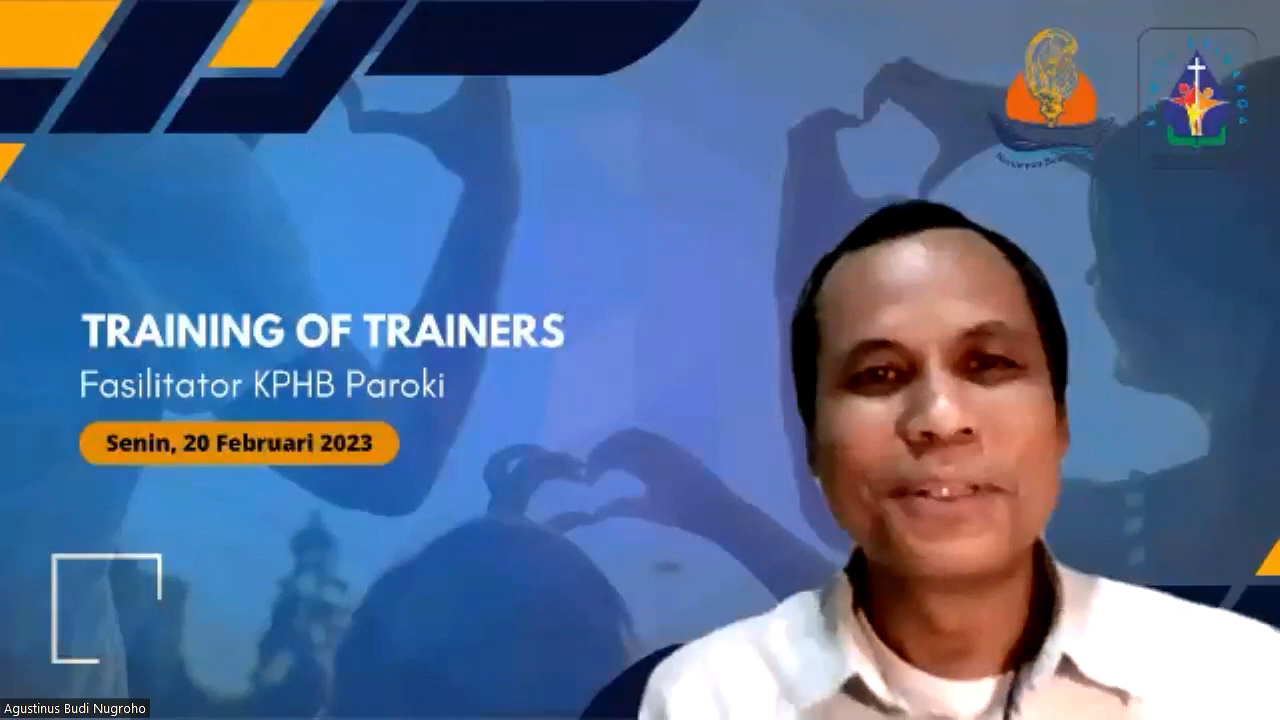 TRAINING OF TRAINERS
Fasilitator KPHB Paroki
Senin, 20 Februari 2023
Agustinus Budi Nugroho